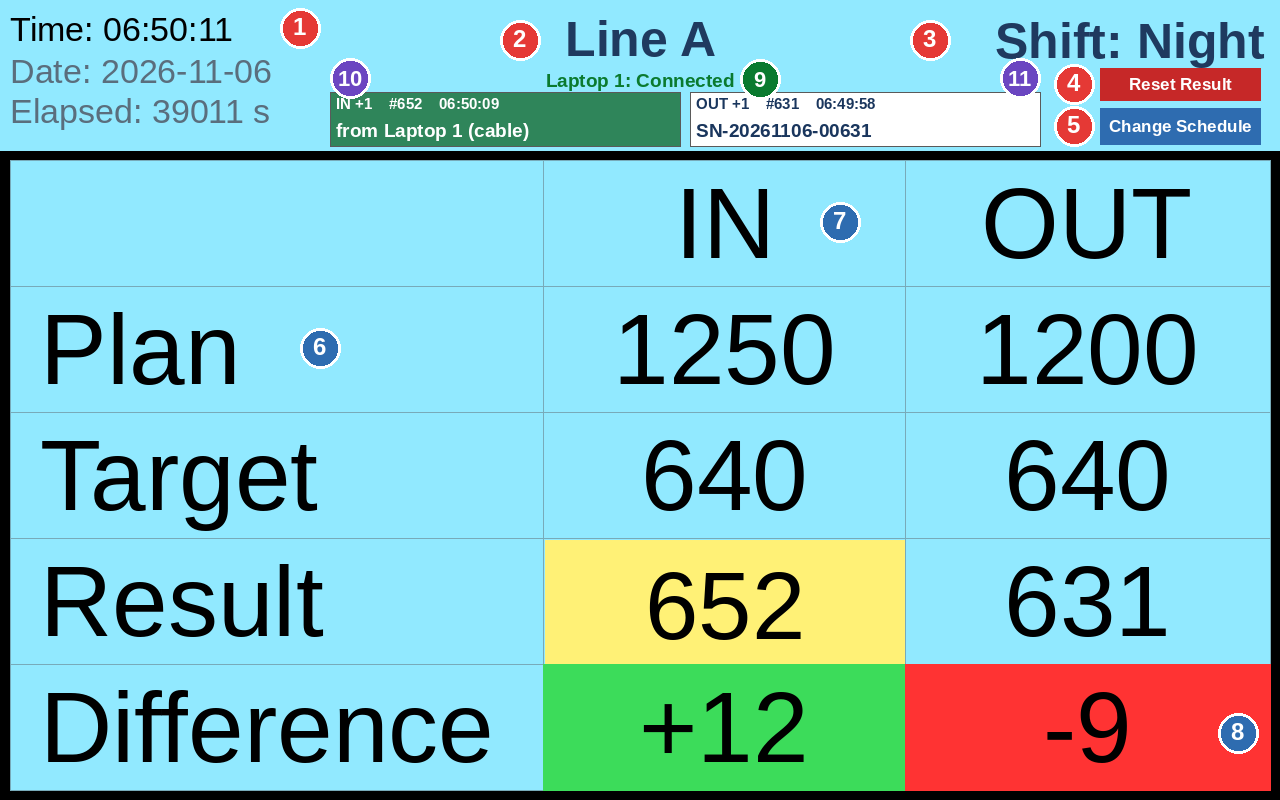 Time: 06:50:11
1
2
Line A
3
Shift: Night
Date: 2026-11-06
10
Laptop 1: Connected
9
11
4
Reset Result
Elapsed: 39011 s
IN +1 #652 06:50:09
from Laptop 1 (cable)
OUT +1 #631 06:49:58
SN-20261106-00631
5
Change Schedule
IN
7
OUT
Plan
6
1250
1200
Target
640
640
Result
652
631
Difference
+12
-9
8